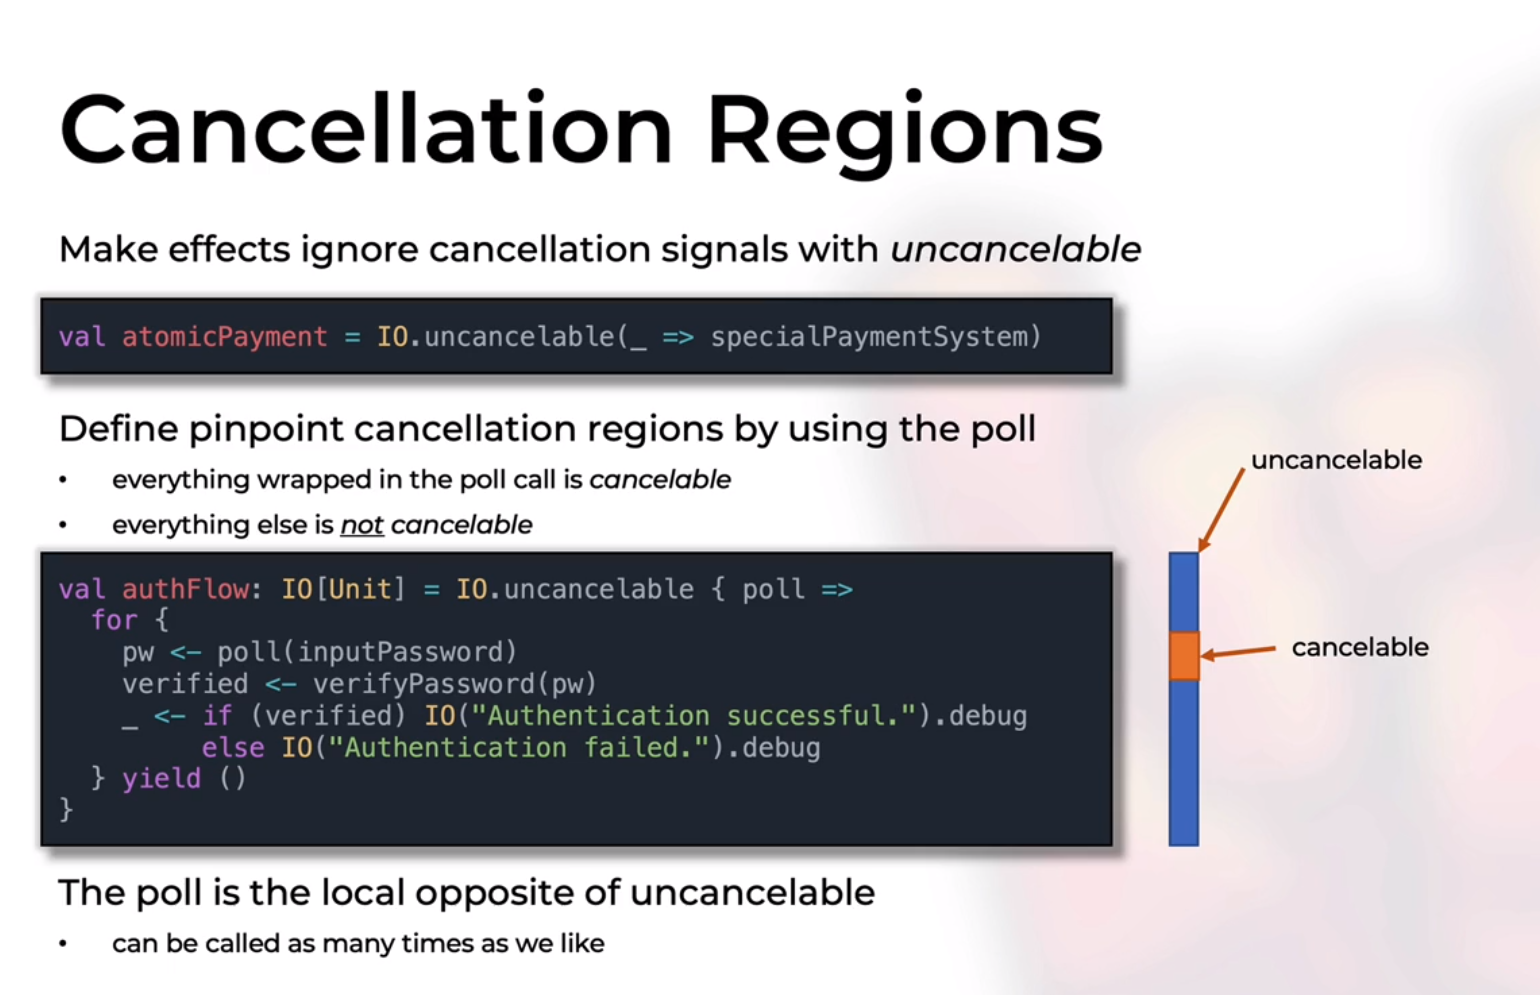 Cancellation Regions
Make effects ignore cancellation signals with uncancelable
val atomicPayment = IO.uncancelable(_ => specialPaymentSystem)
Define pinpoint cancellation regions by using the poll
• everything wrapped in the poll call is cancelable
• everything else is not cancelable
val authFlow: IO[Unit] = IO.uncancelable { poll =>
  for {
    pw <- poll(inputPassword)
    verified <- verifyPassword(pw)
    _ <- if (verified) IO("Authentication successful.").debug
         else IO("Authentication failed.").debug
  } yield ()
}
uncancelable
cancelable
The poll is the local opposite of uncancelable
• can be called as many times as we like